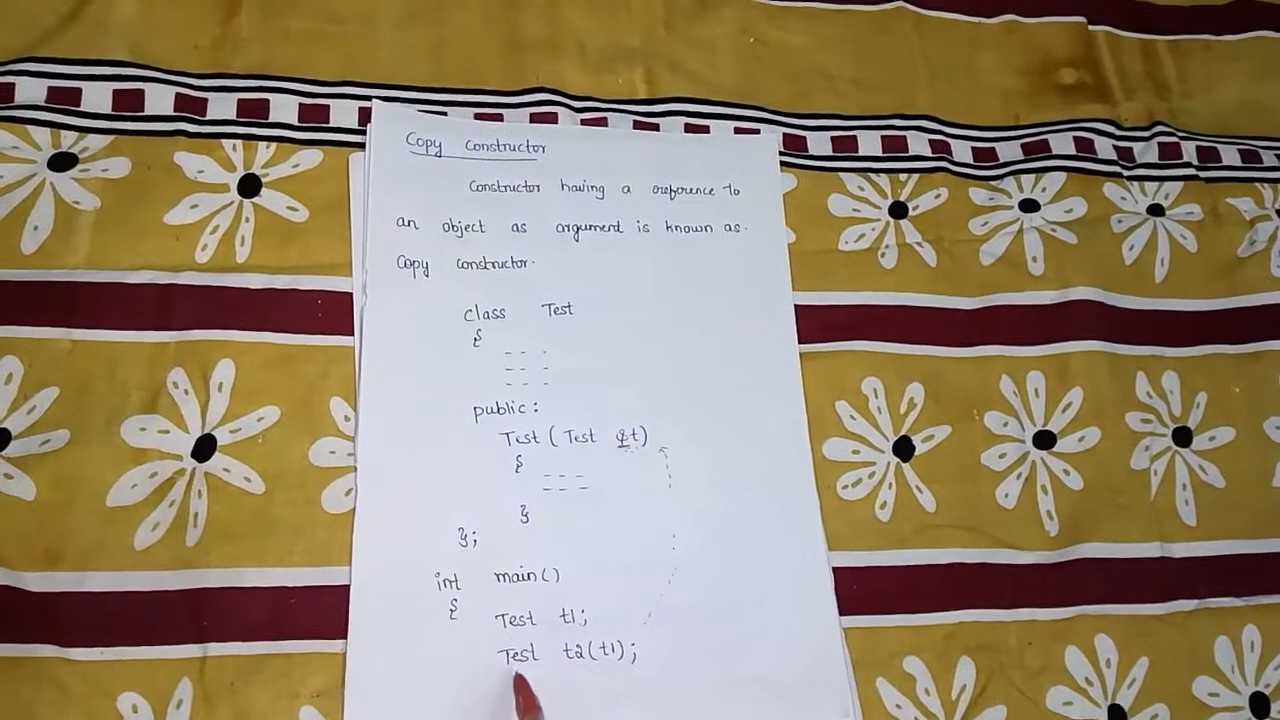 Copy constructor
Constructor having a reference to
an object as argument is known as.
Copy constructor.
class Test
{
--- 
---
---
public:
Test (Test &t)
{
---
---
}
};
int main()
{
Test t1;
Test t2(t1);